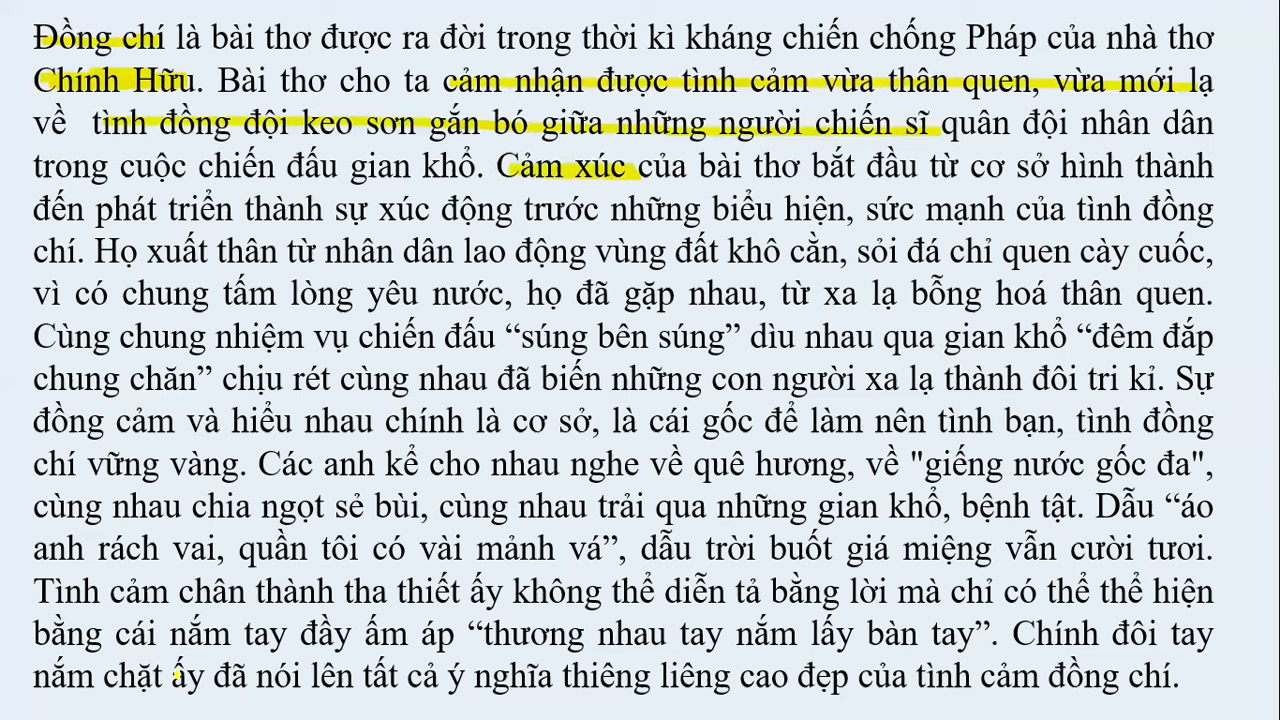 Đồng chí là bài thơ được ra đời trong thời kì kháng chiến chống Pháp của nhà thơ
Chính Hữu. Bài thơ cho ta cảm nhận được tình cảm vừa thân quen, vừa mới lạ
về tình đồng đội keo sơn gắn bó giữa những người chiến sĩ quân đội nhân dân
trong cuộc chiến đấu gian khổ. Cảm xúc của bài thơ bắt đầu từ cơ sở hình thành
đến phát triển thành sự xúc động trước những biểu hiện, sức mạnh của tình đồng
chí. Họ xuất thân từ nhân dân lao động vùng đất khô cằn, sỏi đá chỉ quen cày cuốc,
vì có chung tấm lòng yêu nước, họ đã gặp nhau, từ xa lạ bỗng hoá thân quen.
Cùng chung nhiệm vụ chiến đấu “súng bên súng” dìu nhau qua gian khổ “đêm đắp
chung chăn” chịu rét cùng nhau đã biến những con người xa lạ thành đôi tri kỉ. Sự
đồng cảm và hiểu nhau chính là cơ sở, là cái gốc để làm nên tình bạn, tình đồng
chí vững vàng. Các anh kể cho nhau nghe về quê hương, về "giếng nước gốc đa",
cùng nhau chia ngọt sẻ bùi, cùng nhau trải qua những gian khổ, bệnh tật. Dẫu “áo
anh rách vai, quần tôi có vài mảnh vá”, dẫu trời buốt giá miệng vẫn cười tươi.
Tình cảm chân thành tha thiết ấy không thể diễn tả bằng lời mà chỉ có thể thể hiện
bằng cái nắm tay đầy ấm áp “thương nhau tay nắm lấy bàn tay”. Chính đôi tay
nắm chặt ấy đã nói lên tất cả ý nghĩa thiêng liêng cao đẹp của tình cảm đồng chí.